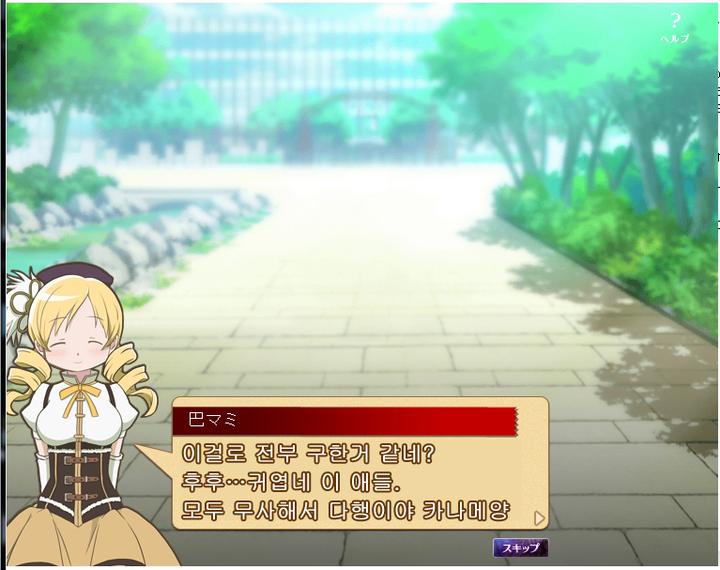 ?
ヘルプ
巴マミ
이걸로 전부 구한거 같네?
후후…귀엽네 이 애들.
모두 무사해서 다행이야 카나메양
スキップ